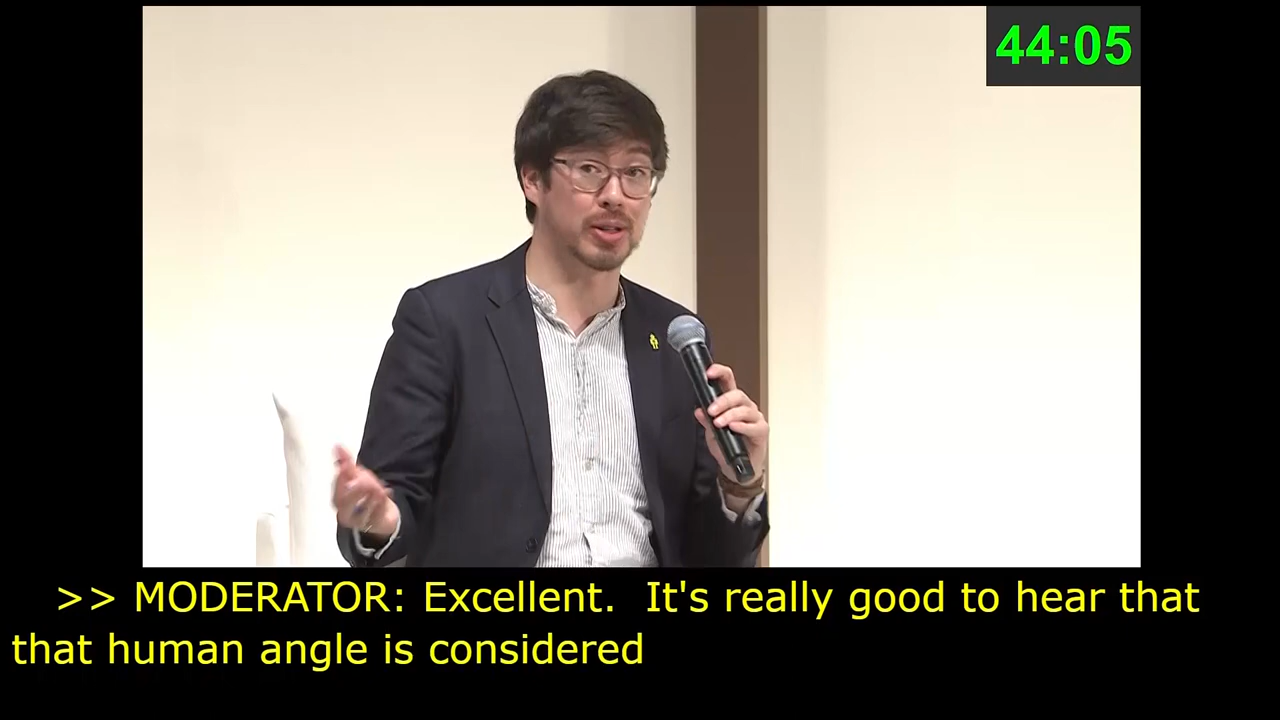 44:05
>> MODERATOR: Excellent.  It's really good to hear that
that human angle is considered